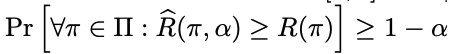 Pr [∀π ∈ Π : R̂(π, α) ≥ R(π)] ≥ 1 − α